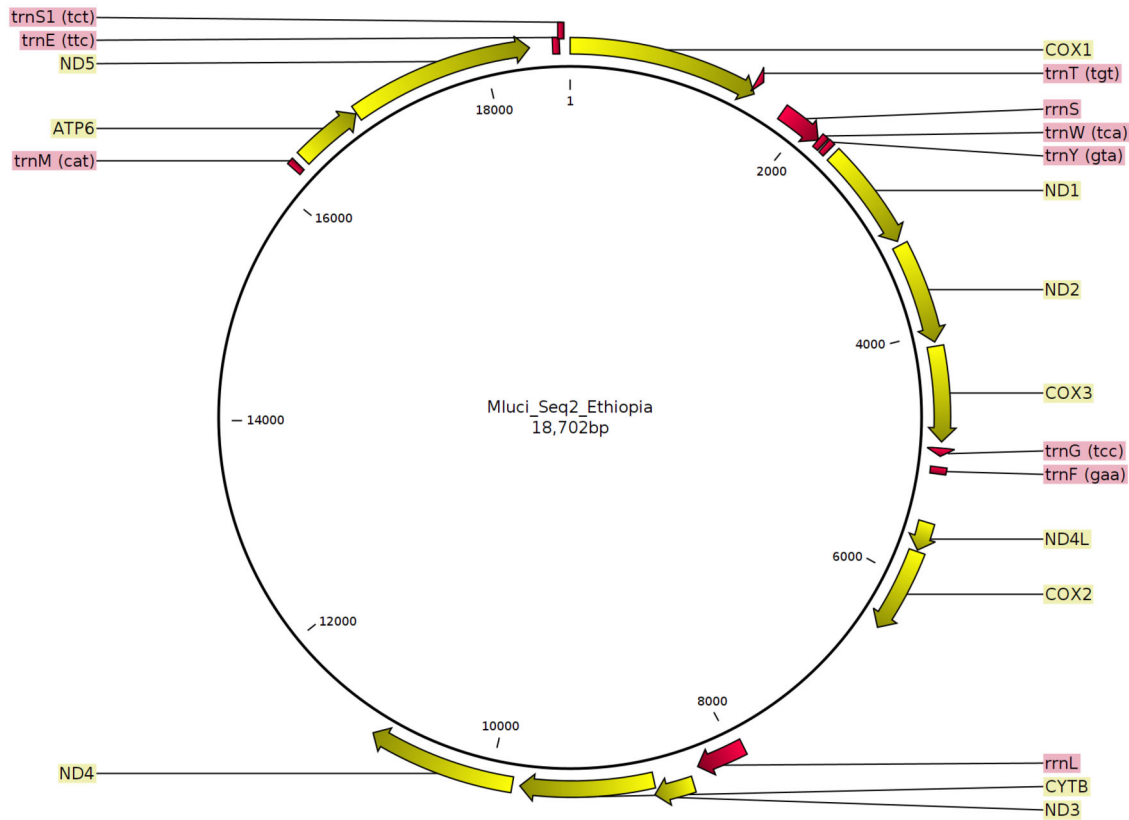 trnS1 (tct)
trnE (ttc)
ND5
ATP6
trnM (cat)
COX1
trnT (tgt)
rrnS
trnW (tca)
trnY (gta)
ND1
ND2
COX3
trnG (tcc)
trnF (gaa)
ND4L
COX2
rrnL
CYTB
ND3
ND4
1
2000
4000
6000
8000
10000
12000
14000
16000
18000
Mluci_Seq2_Ethiopia
18,702bp